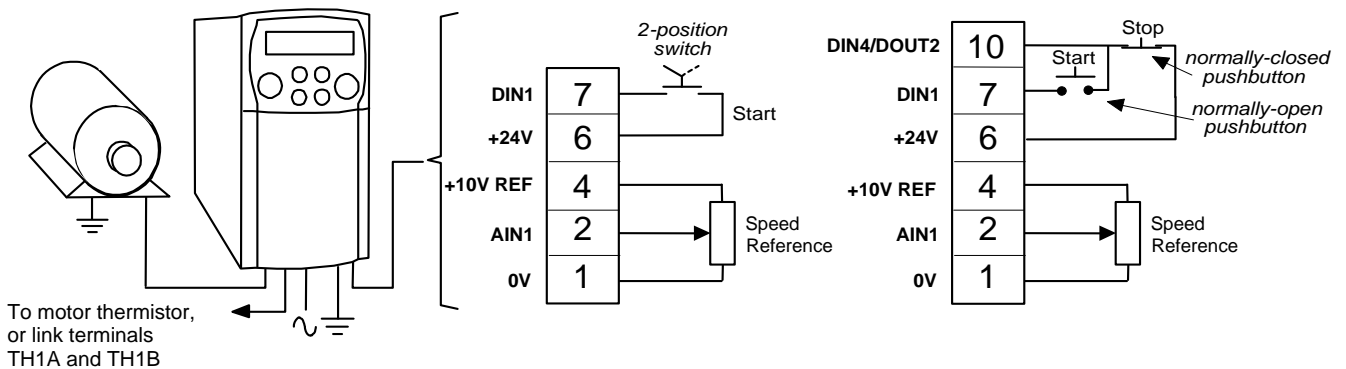 To motor thermistor,
or link terminals
TH1A and TH1B
2-position
switch
DIN1 7
Start
+24V 6
+10V REF 4
AIN1 2
Speed
Reference
0V 1
DIN4/DOUT2 10
Stop
normally-closed
pushbutton
Start
DIN1 7
normally-open
pushbutton
+24V 6
+10V REF 4
AIN1 2
Speed
Reference
0V 1